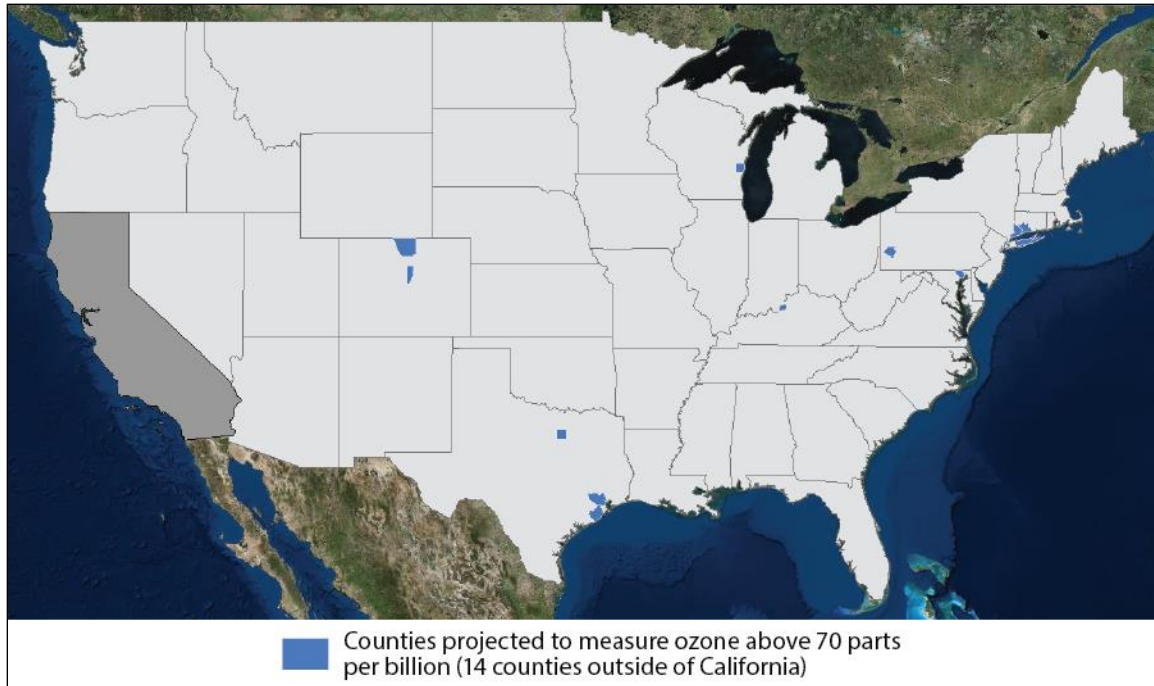 Counties projected to measure ozone above 70 parts
per billion (14 counties outside of California)